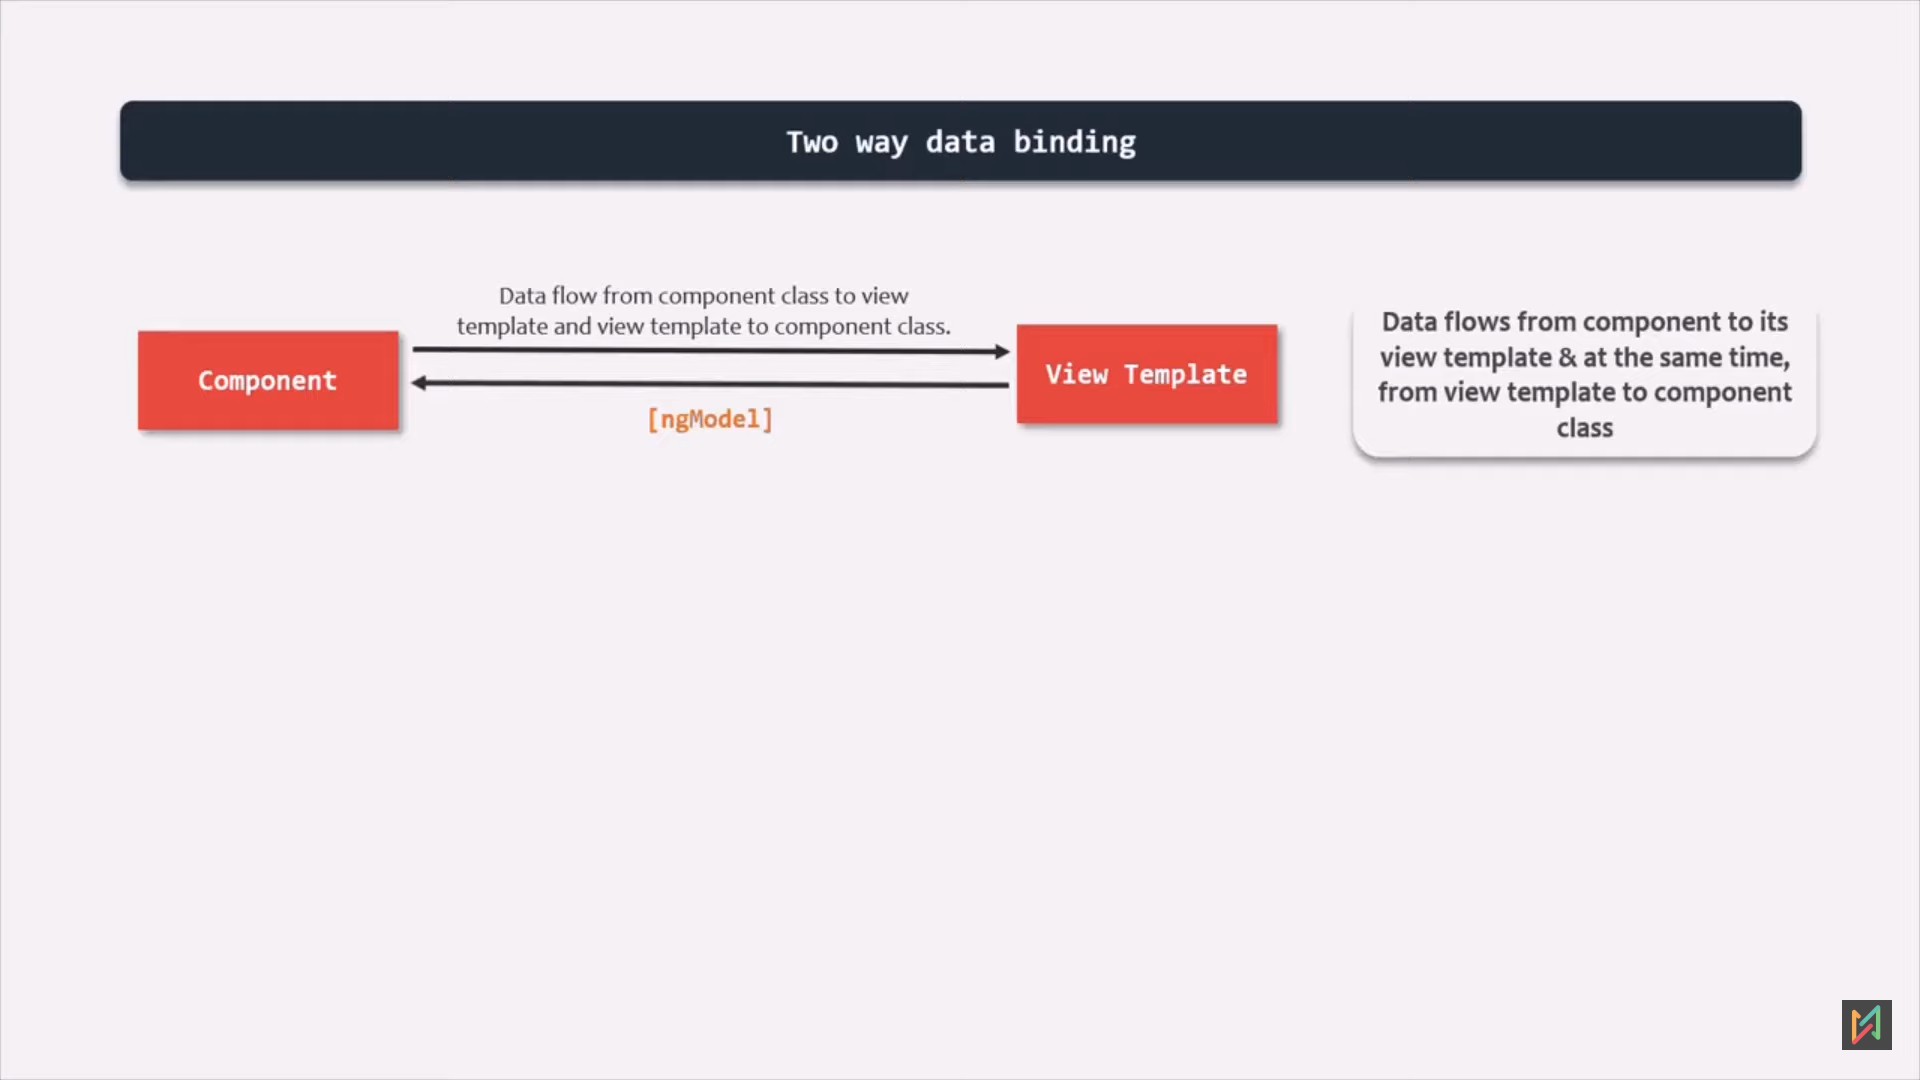 Two way data binding
Data flow from component class to view
template and view template to component class.
Component
View Template
[ngModel]
Data flows from component to its
view template & at the same time,
from view template to component
class